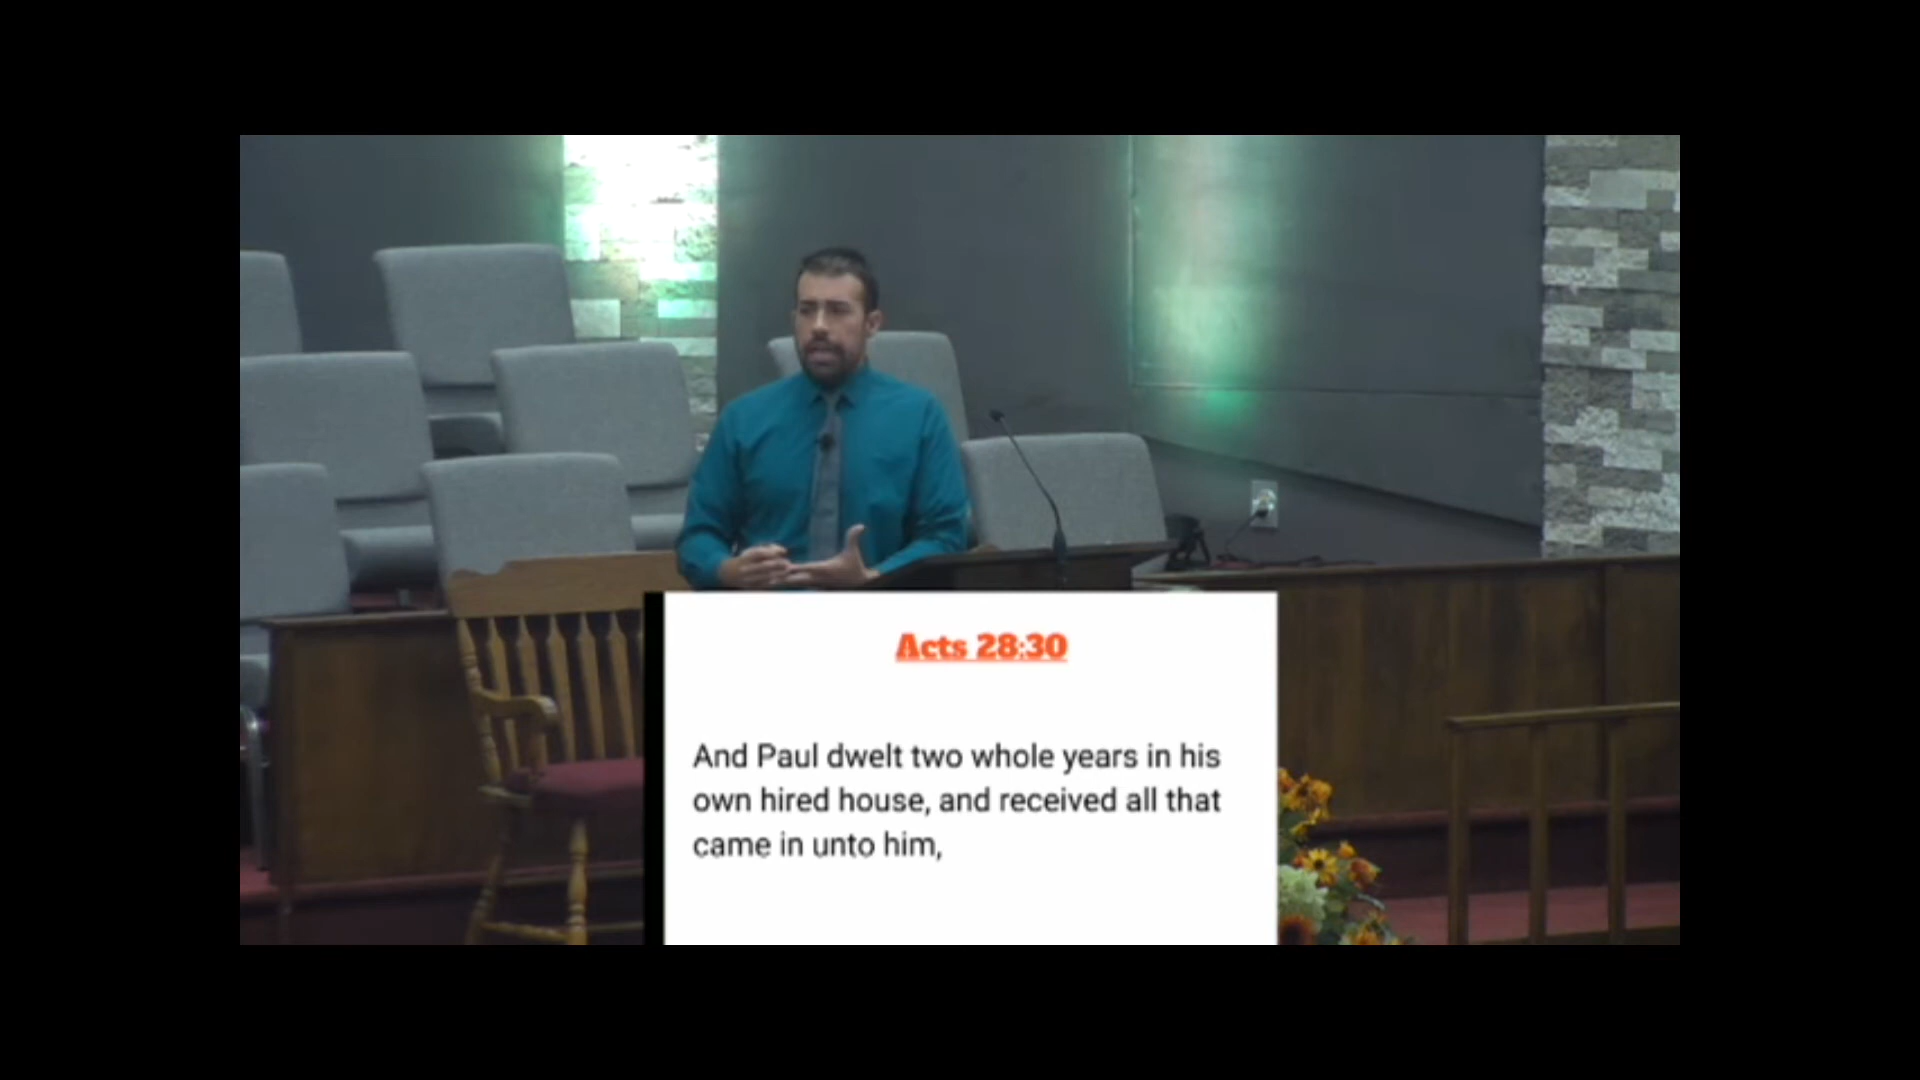 Acts 28:30
And Paul dwelt two whole years in his
own hired house, and received all that
came in unto him,